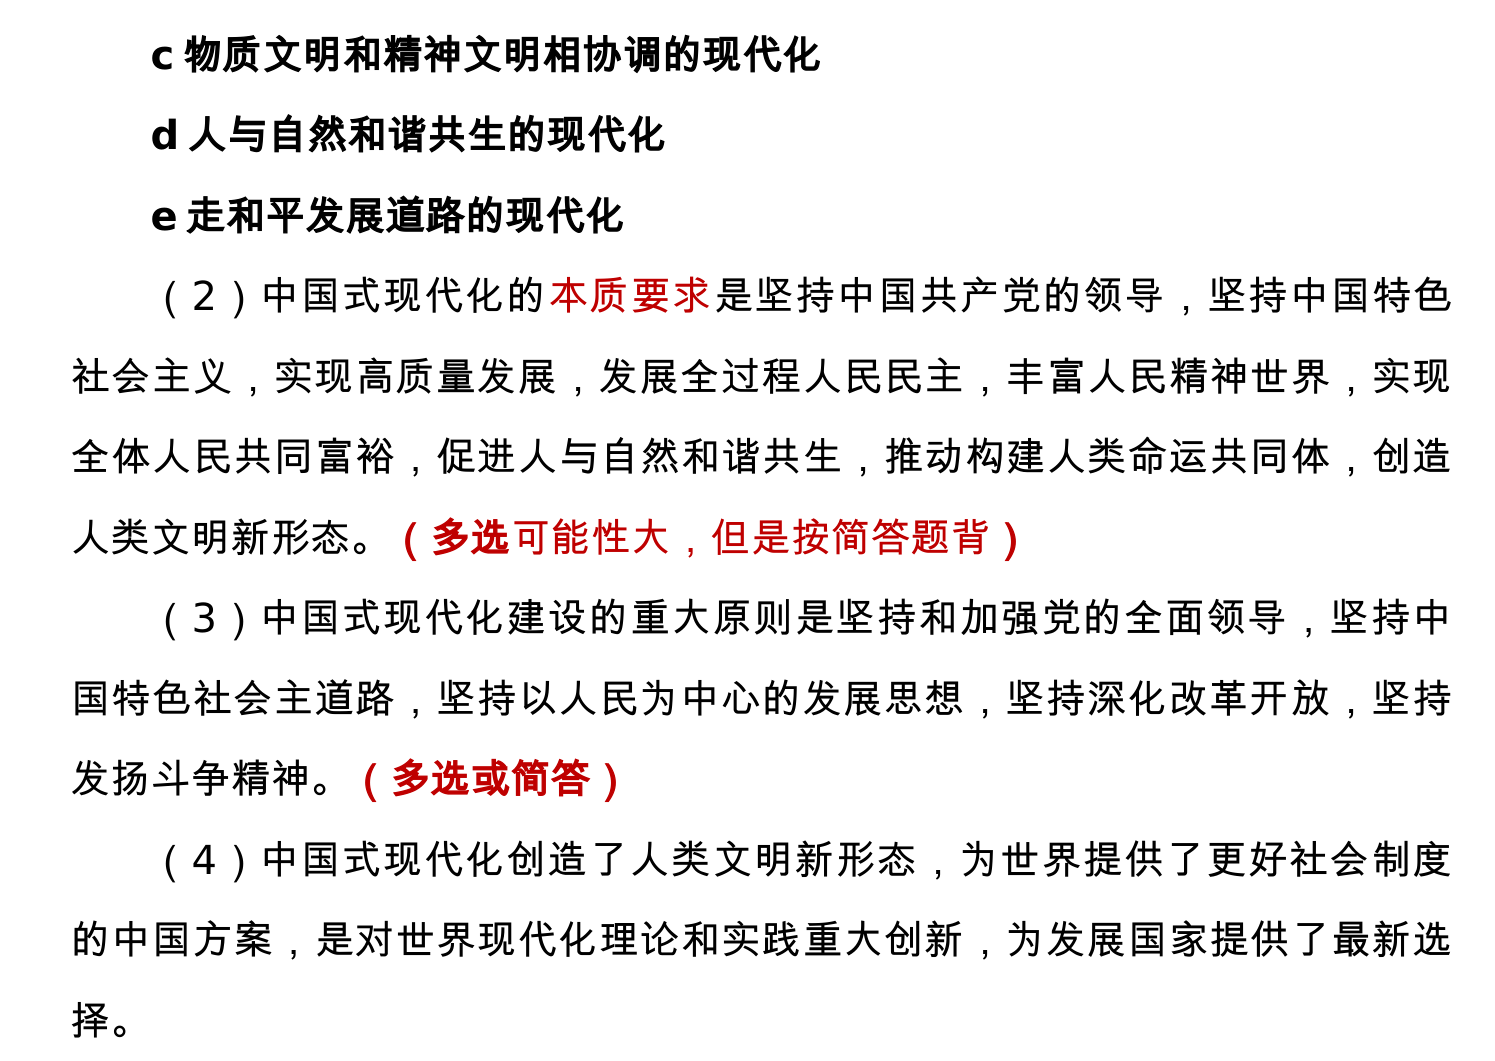 c 物质文明和精神文明相协调的现代化
d 人与自然和谐共生的现代化
e 走和平发展道路的现代化
（2）中国式现代化的本质要求是坚持中国共产党的领导，坚持中国特色
社会主义，实现高质量发展，发展全过程人民民主，丰富人民精神世界，实现
全体人民共同富裕，促进人与自然和谐共生，推动构建人类命运共同体，创造
人类文明新形态。（多选可能性大，但是按简答题背）
（3）中国式现代化建设的重大原则是坚持和加强党的全面领导，坚持中
国特色社会主道路，坚持以人民为中心的发展思想，坚持深化改革开放，坚持
发扬斗争精神。（多选或简答）
（4）中国式现代化创造了人类文明新形态，为世界提供了更好社会制度
的中国方案，是对世界现代化理论和实践重大创新，为发展国家提供了最新选
择。